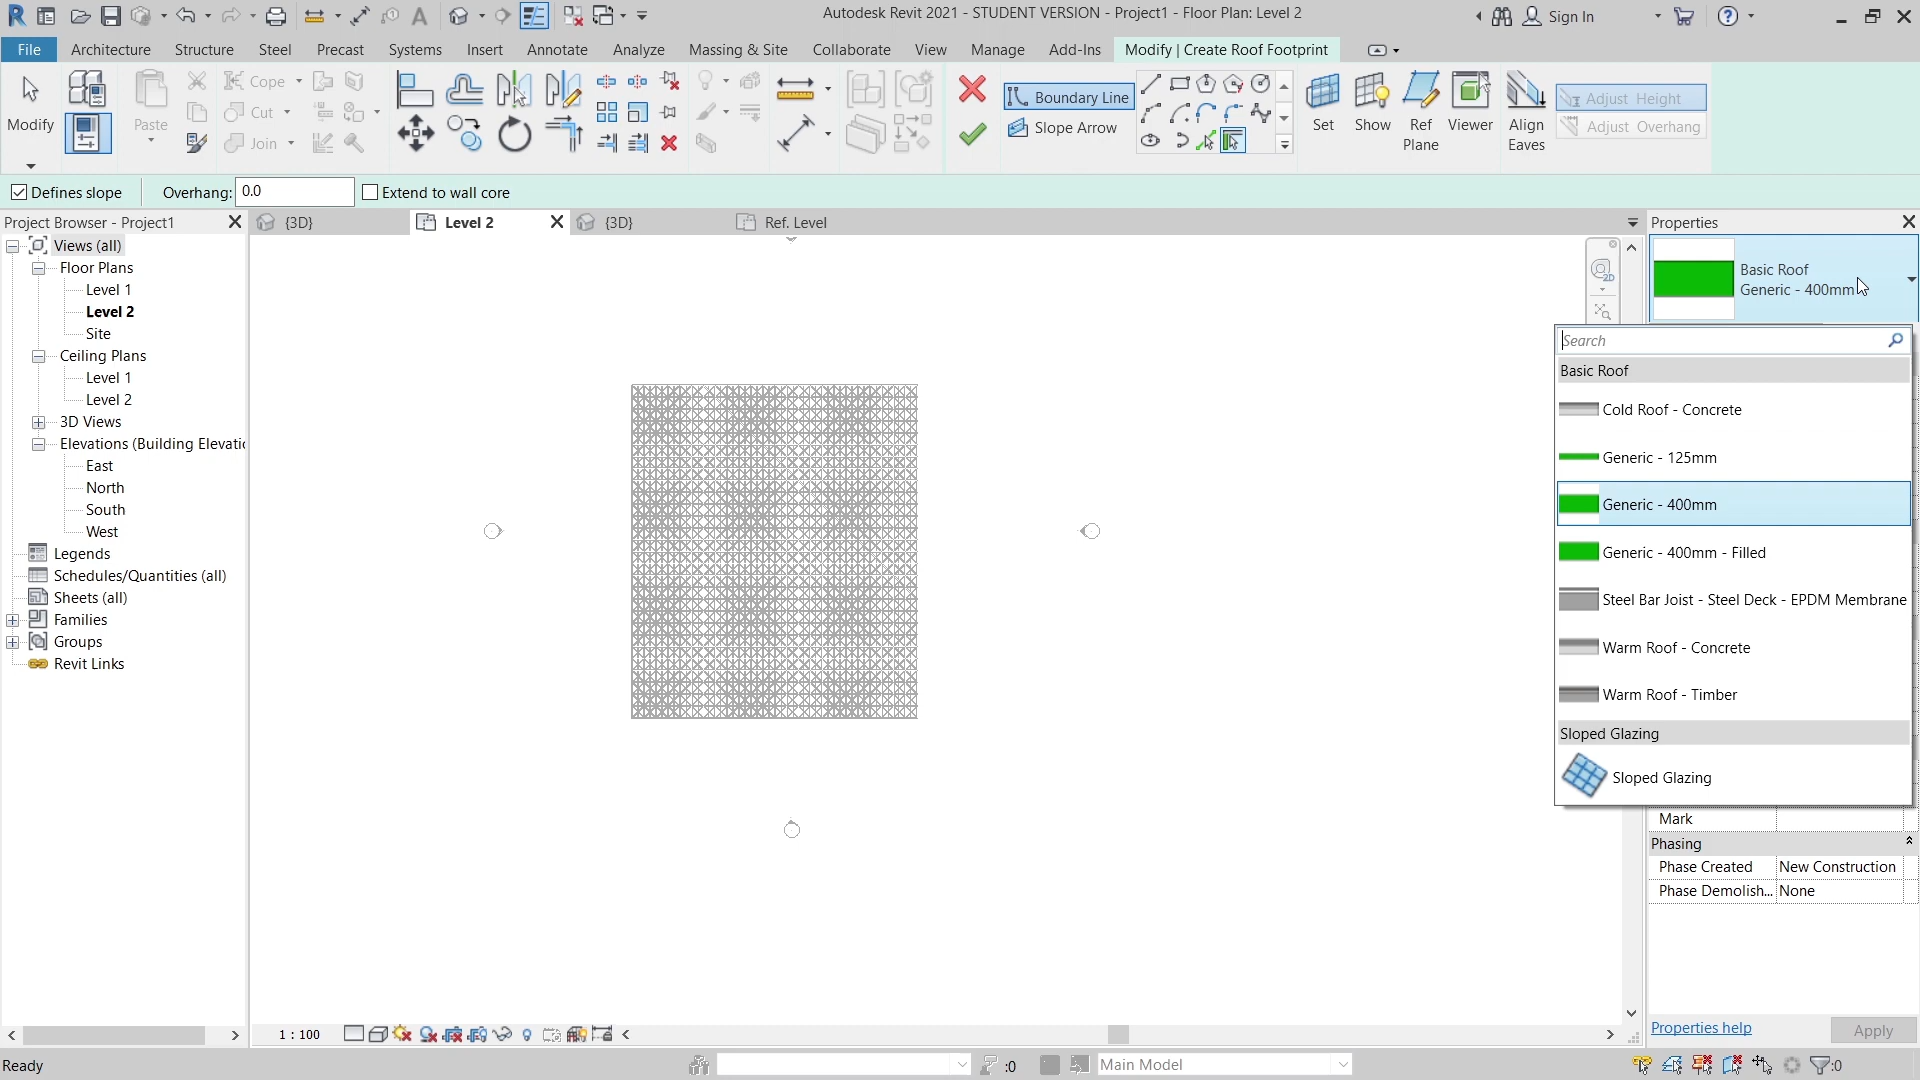 Autodesk Revit 2021 - STUDENT VERSION - Project1 - Floor Plan: Level 2
Sign In
File Architecture Structure Steel Precast Systems Insert Annotate Analyze Massing & Site Collaborate View Manage Add-Ins Modify | Create Roof Footprint
Modify
Paste
Cope
Cut
Join
Boundary Line
Slope Arrow
Set
Show
Ref
Plane
Viewer
Align
Eaves
Adjust Height
Adjust Overhang
Defines slope
Overhang: 0.0
Extend to wall core
Project Browser - Project1
{3D}
Level 2
{3D}
Ref. Level
Properties
Views (all)
Floor Plans
Level 1
Level 2
Site
Ceiling Plans
Level 1
Level 2
3D Views
Elevations (Building Elevati
East
North
South
West
Legends
Schedules/Quantities (all)
Sheets (all)
Families
Groups
Revit Links
2D
Basic Roof
Generic - 400mm
Search
Basic Roof
Cold Roof - Concrete
Generic - 125mm
Generic - 400mm
Generic - 400mm - Filled
Steel Bar Joist - Steel Deck - EPDM Membrane
Warm Roof - Concrete
Warm Roof - Timber
Sloped Glazing
Sloped Glazing
Mark
Phasing
Phase Created New Construction
Phase Demolish... None
Properties help
Apply
1 : 100
Ready
:0
Main Model
:0